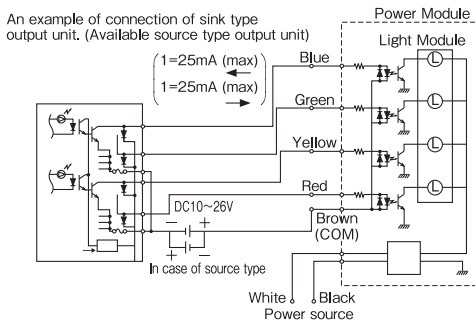 An example of connection of sink type
output unit. (Available source type output unit)
Power Module
Light Module
1=25mA (max)
1=25mA (max)
Blue
Green
Yellow
Red
Brown
(COM)
DC10~26V
− +
+ −
In case of source type
White
Black
Power source
L
L
L
L